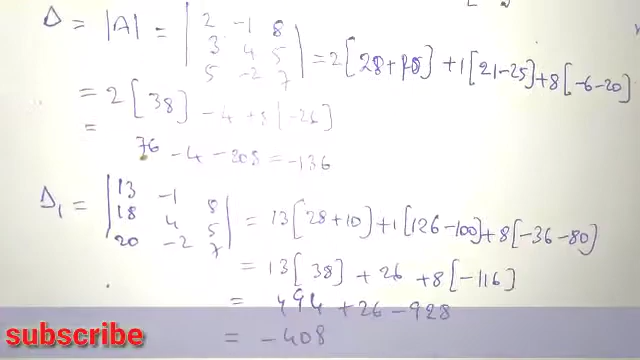 Δ = |A| = | 2 -1 8 |
| 3 4 5 |
| 5 -2 7 | = 2[28+10] +1[21-25] +8[-6-20]
= 2[38] - 4 + 8[-26]
=
76 - 4 - 208 = -136
Δ₁ = | 13 -1 8 |
| 18 4 5 |
| 20 -2 7 | = 13[28+10] +1[126-100] +8[-36-80]
= 13[38] + 26 + 8[-116]
= 494 + 26 - 928
= -408
subscribe